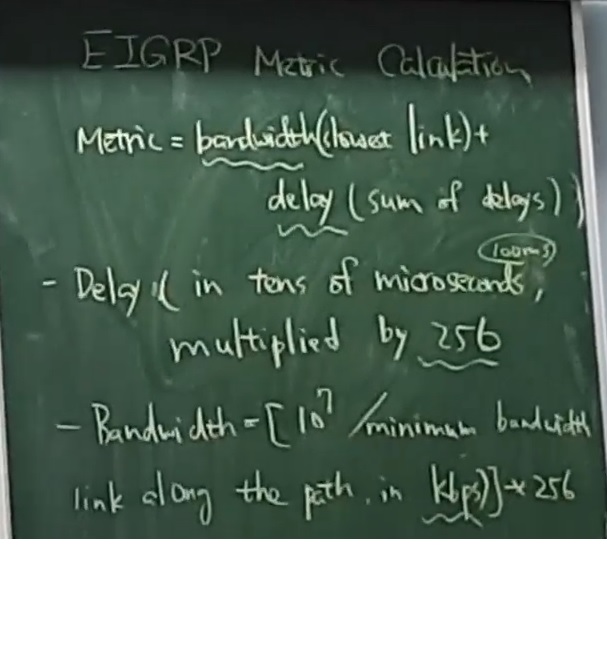 EIGRP Metric Calculation
Metric = bandwidth(slowest link)+
delay (sum of delays))
(100ms)
- Delay:( in tens of microseconds,
multiplied by 256
- Bandwidth=[10^7 /minimum bandwidth
link along the path, in kbps)]*256